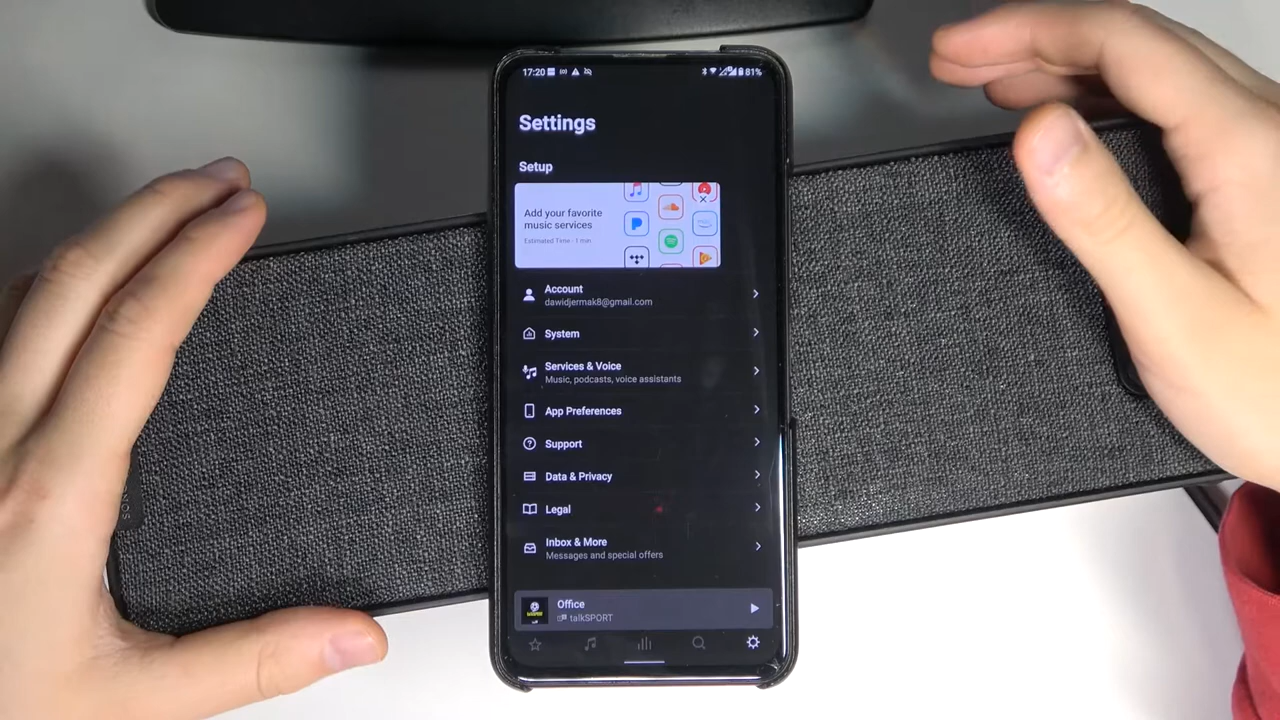 17:20
81%
Settings
Setup
Add your favorite
music services
Estimated Time · 1 min
Account
dawidjermak8@gmail.com
System
Services & Voice
Music, podcasts, voice assistants
App Preferences
Support
Data & Privacy
Legal
Inbox & More
Messages and special offers
Office
talkSPORT